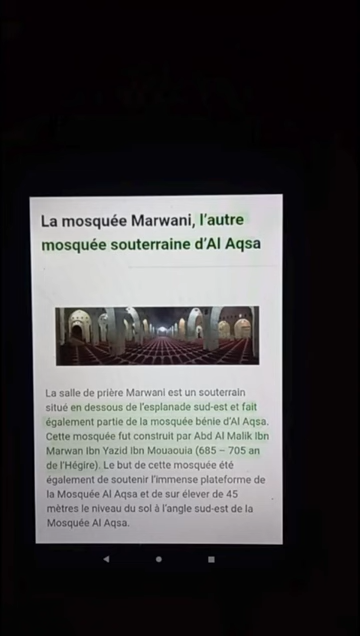 La mosquée Marwani, l'autre
mosquée souterraine d'Al Aqsa
La salle de prière Marwani est un souterrain
situé en dessous de l'esplanade sud-est et fait
également partie de la mosquée bénie d'Al Aqsa.
Cette mosquée fut construit par Abd Al Malik Ibn
Marwan Ibn Yazid Ibn Mouaouia (685 – 705 an
de l'Hégire). Le but de cette mosquée été
également de soutenir l'immense plateforme de
la Mosquée Al Aqsa et de sur élever de 45
mètres le niveau du sol à l'angle sud-est de la
Mosquée Al Aqsa.